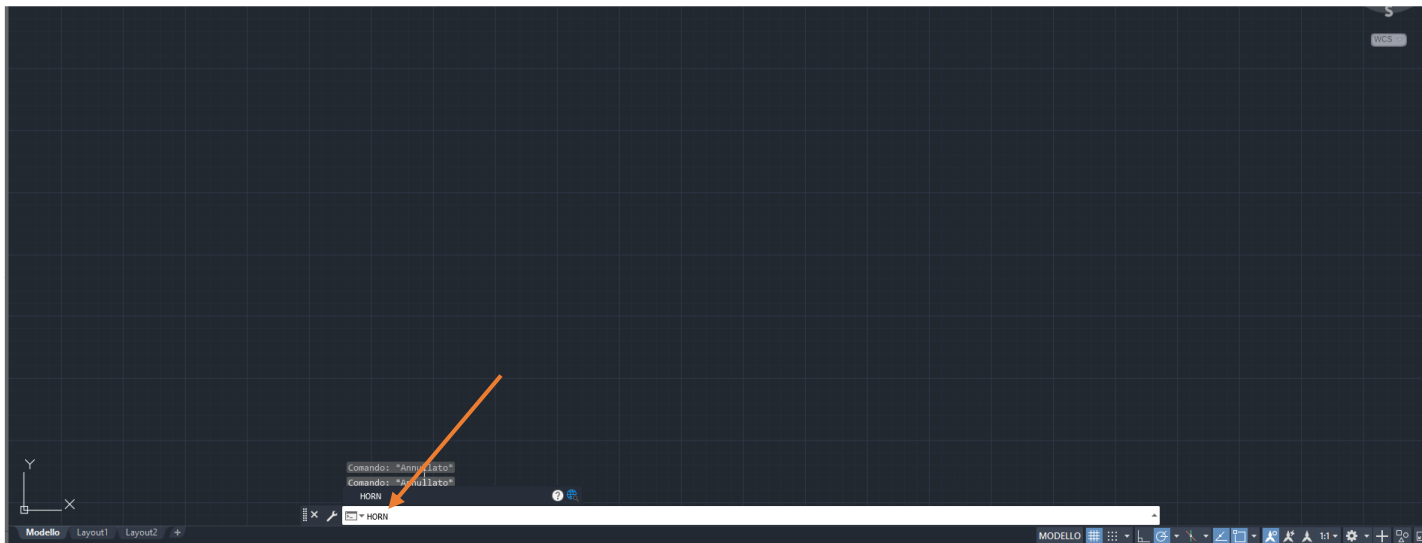 S
WCS
Y
X
Comando: *Annullato*
Comando: *Annullato*
HORN
HORN
Modello Layout1 Layout2 +
MODELLO 1:1